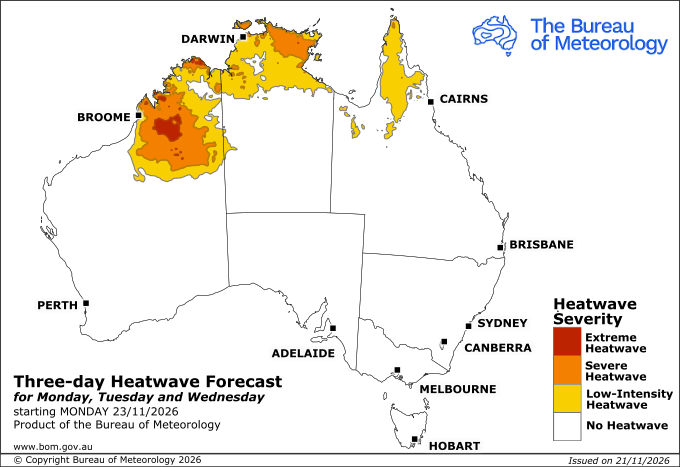 The Bureau
of Meteorology
DARWIN
CAIRNS
BROOME
BRISBANE
PERTH
SYDNEY
CANBERRA
ADELAIDE
MELBOURNE
HOBART
Heatwave
Severity
Extreme
Heatwave
Severe
Heatwave
Low-Intensity
Heatwave
No Heatwave
Three-day Heatwave Forecast
for Monday, Tuesday and Wednesday
starting MONDAY 23/11/2026
Product of the Bureau of Meteorology
www.bom.gov.au
© Copyright Bureau of Meteorology 2026
Issued on 21/11/2026